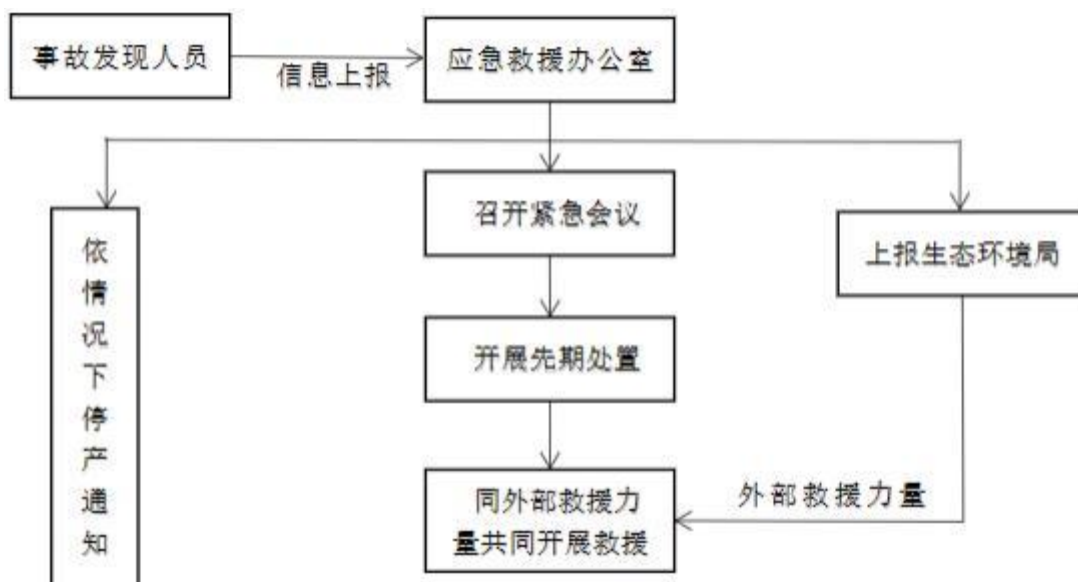 事故发现人员
信息上报
应急救援办公室
召开紧急会议
上报生态环境局
依情况下停产通知
开展先期处置
同外部救援力
量共同开展救援
外部救援力量